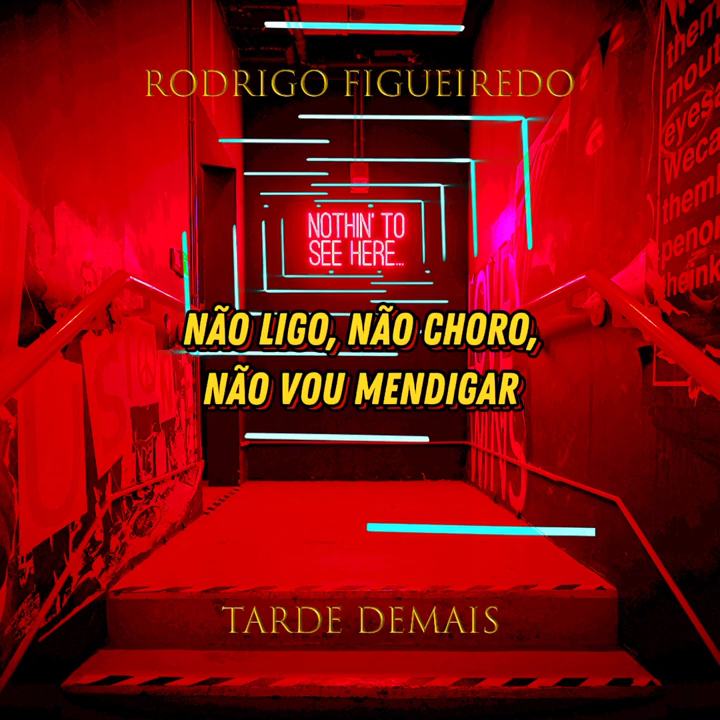 RODRIGO FIGUEIREDO
NOTHIN' TO
SEE HERE...
NÃO LIGO, NÃO CHORO,
NÃO VOU MENDIGAR
TARDE DEMAIS